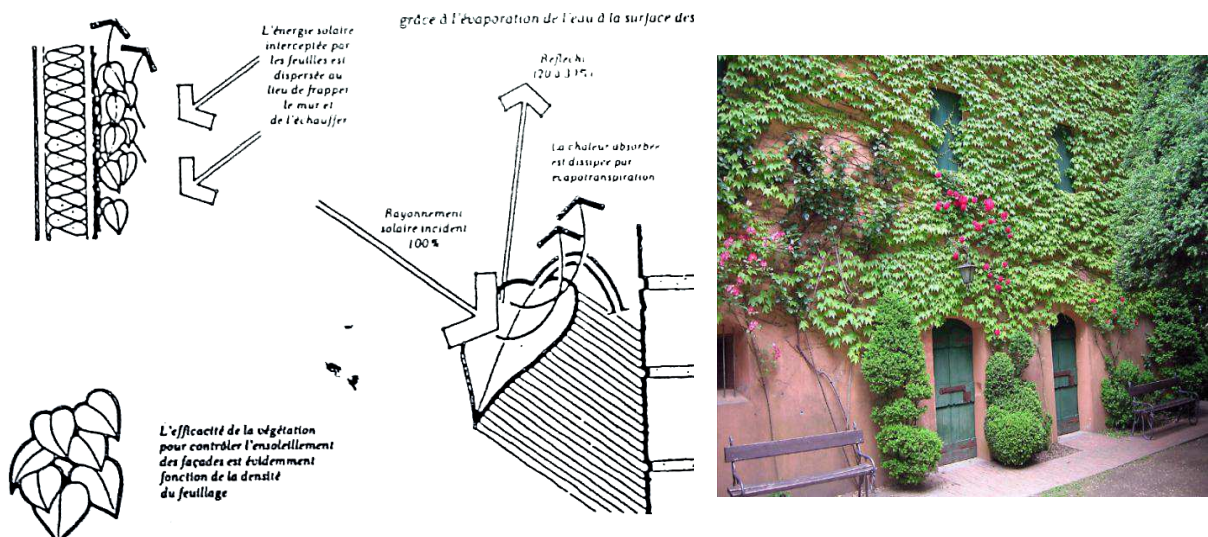 grâce à l'évaporation de l'eau à la surface des
L'énergie solaire
interceptée par
les feuilles est
dispersée au
lieu de frapper
le mur et
de l'échauffer
Reflechi
La chaleur absorbée
est dissipée par
evapotranspiration
Rayonnement
solaire incident
100%
L'efficacité de la végétation
pour contrôler l'ensoleillement
des façades est évidemment
fonction de la densité
du feuillage